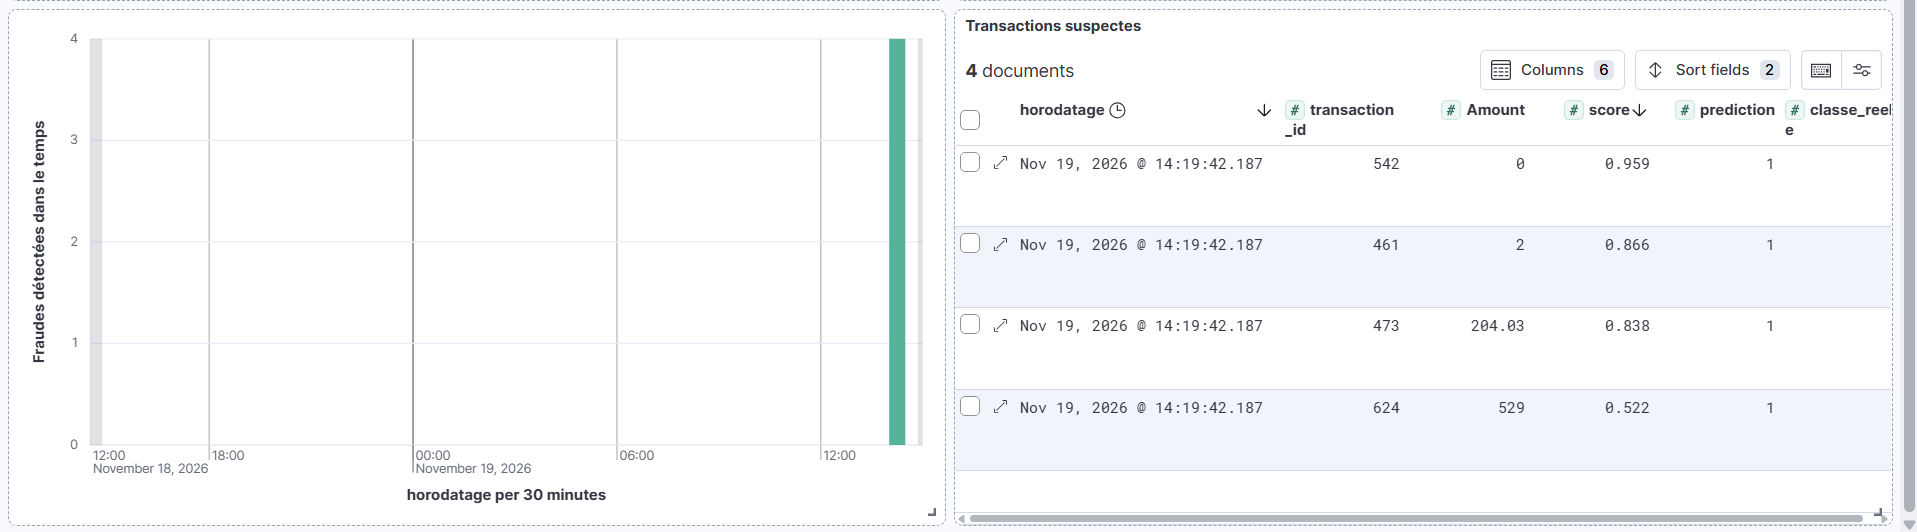 Fraudes détectées dans le temps
4
3
2
1
0
12:00 18:00 00:00 06:00 12:00
November 18, 2026 November 19, 2026
horodatage per 30 minutes
Transactions suspectes
4 documents Columns 6 Sort fields 2
horodatage # transaction # Amount # score # prediction # classe_reel
_id e
Nov 19, 2026 @ 14:19:42.187 542 0 0.959 1
Nov 19, 2026 @ 14:19:42.187 461 2 0.866 1
Nov 19, 2026 @ 14:19:42.187 473 204.03 0.838 1
Nov 19, 2026 @ 14:19:42.187 624 529 0.522 1